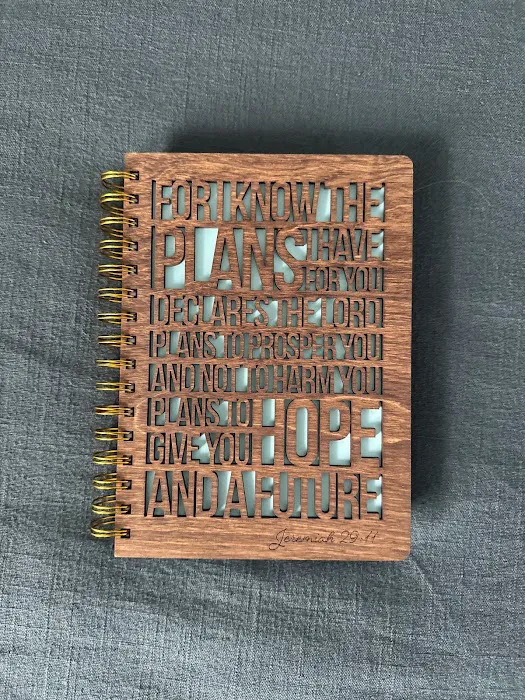 FOR I KNOW THE
PLANS I HAVE
FOR YOU
DECLARES THE LORD
PLANS TO PROSPER YOU
AND NOT TO HARM YOU
PLANS TO HOPE
GIVE YOU
AND A FUTURE
Jeremiah 29:11